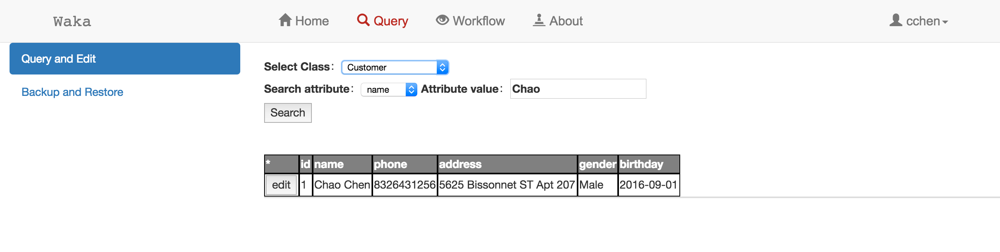 Waka Home Query Workflow About cchen
Query and Edit
Backup and Restore
Select Class: Customer
Search attribute: name Attribute value: Chao
Search
* id name phone address gender birthday
edit 1 Chao Chen 8326431256 5625 Bissonnet ST Apt 207 Male 2016-09-01